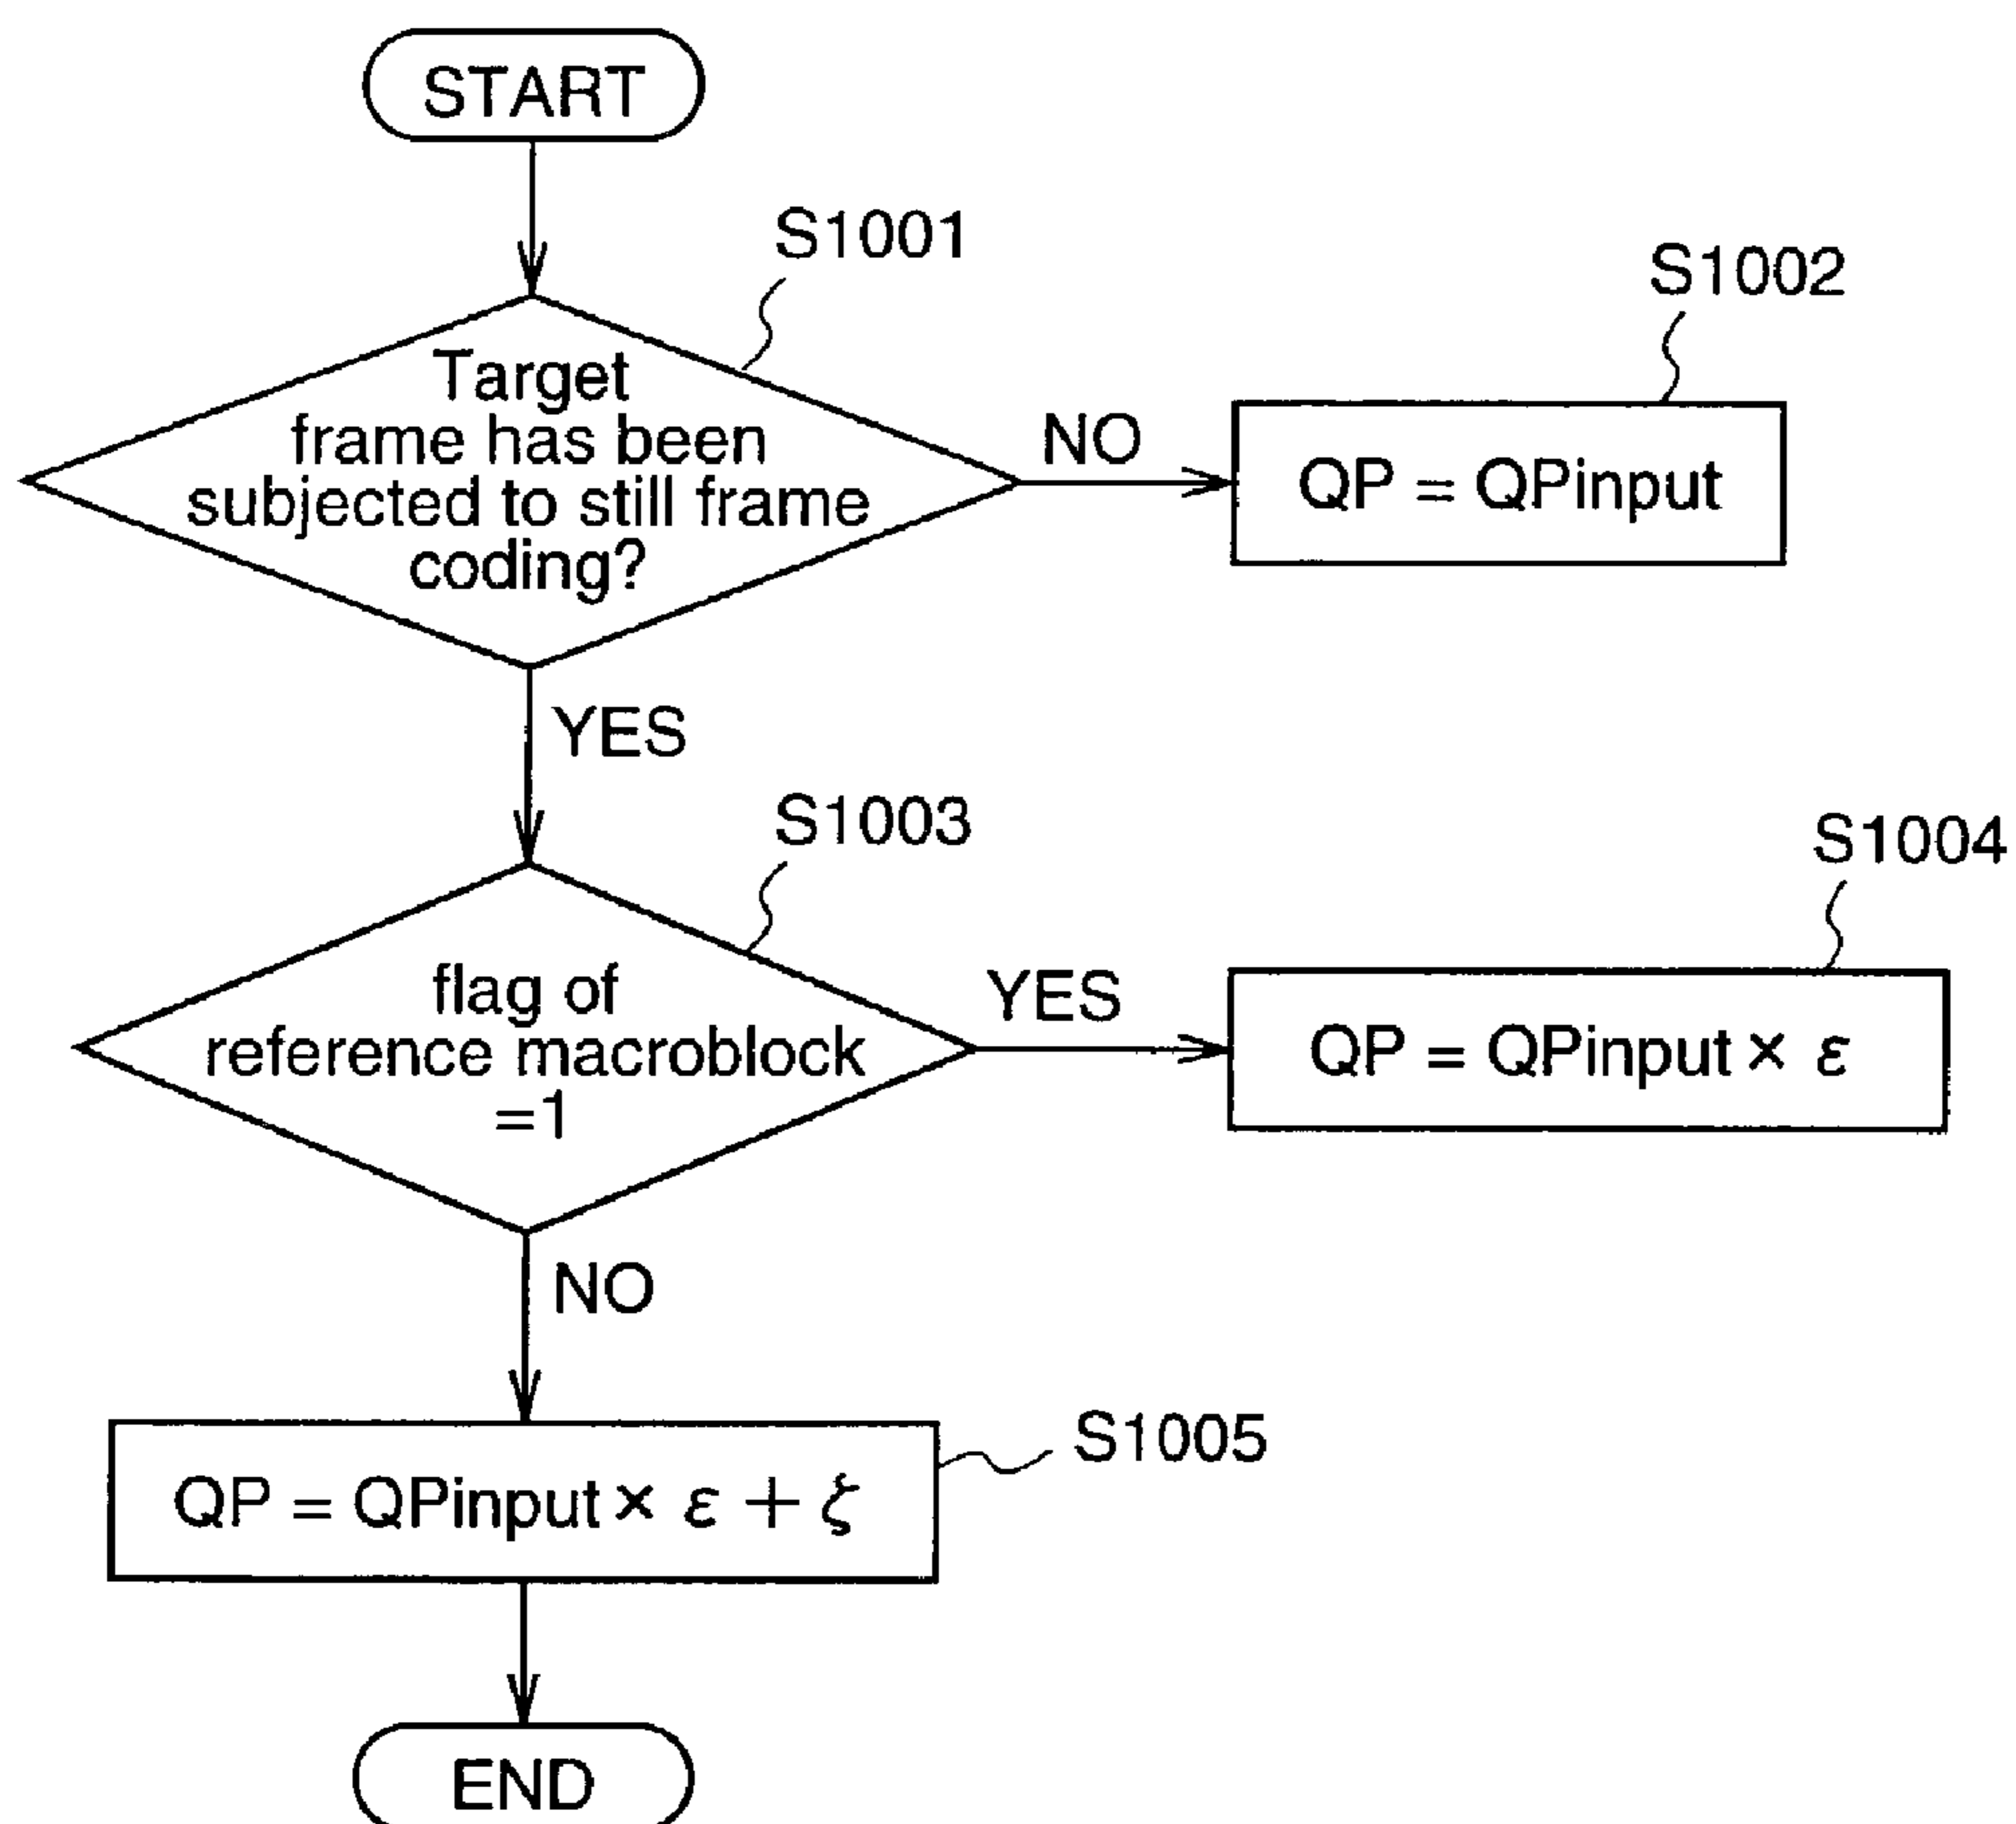 START
S1001
S1002
Target
frame has been
subjected to still frame
coding?
NO
QP = QPinput
YES
S1003
S1004
flag of
reference macroblock
=1
YES
QP = QPinput × ε
NO
S1005
QP = QPinput × ε + ζ
END